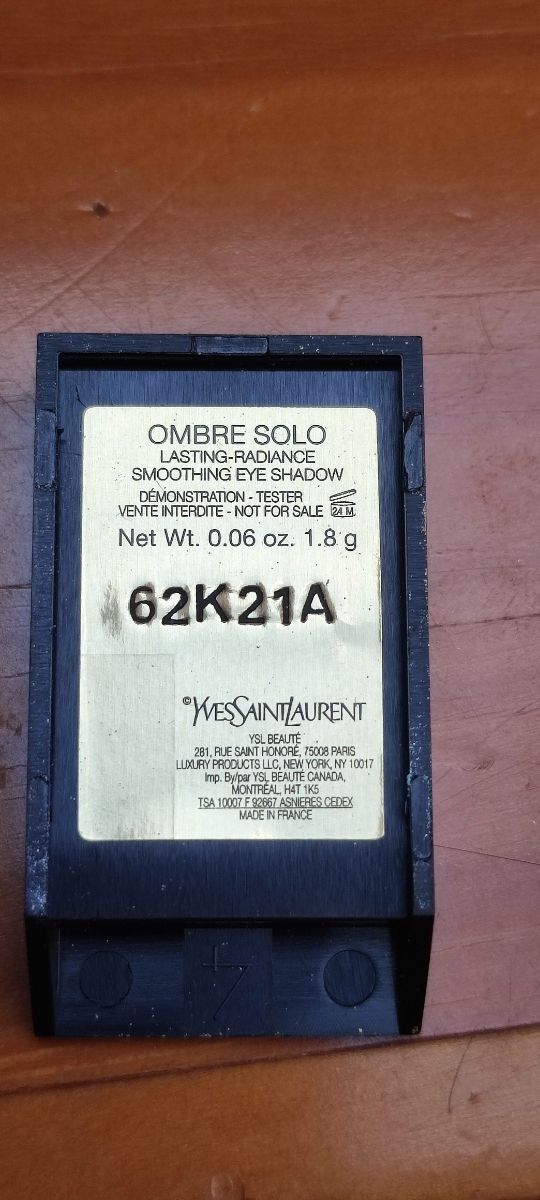 OMBRE SOLO
LASTING-RADIANCE
SMOOTHING EYE SHADOW
DÉMONSTRATION - TESTER
VENTE INTERDITE - NOT FOR SALE 24 M
Net Wt. 0.06 oz. 1.8 g
62K21A
©YVESSAINTLAURENT
YSL BEAUTÉ
281, RUE SAINT HONORÉ, 75008 PARIS
LUXURY PRODUCTS LLC, NEW YORK, NY 10017
Imp. By/par YSL BEAUTE CANADA,
MONTRÉAL, H4T 1K5
TSA 10007 F 92667 ASNIERES CEDEX
MADE IN FRANCE
4